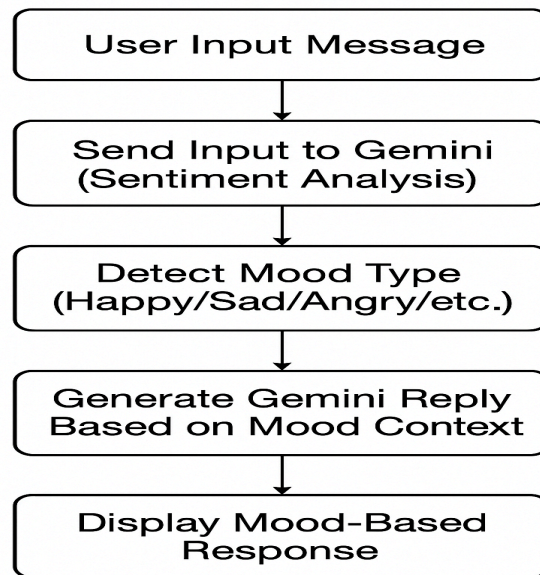 User Input Message
Send Input to Gemini
(Sentiment Analysis)
Detect Mood Type
(Happy/Sad/Angry/etc.)
Generate Gemini Reply
Based on Mood Context
Display Mood-Based
Response